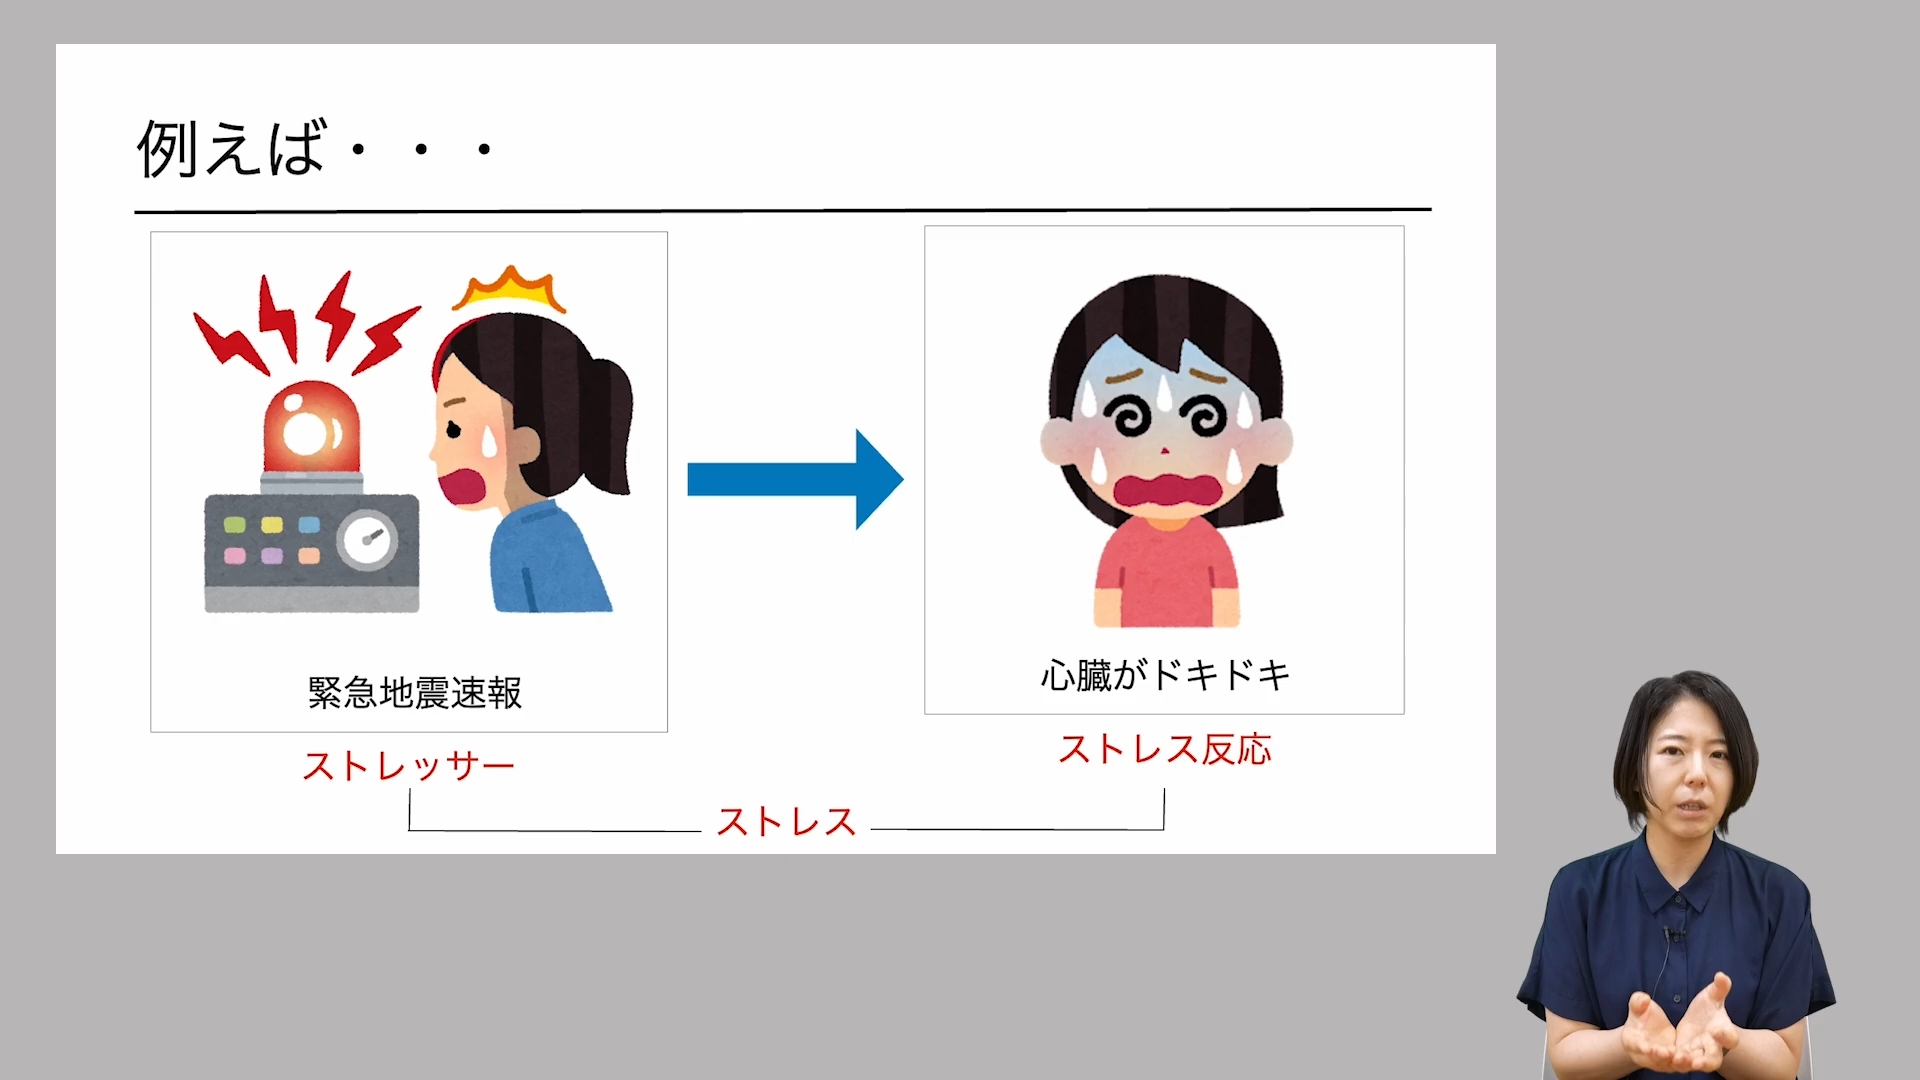 例えば・・・
緊急地震速報
心臓がドキドキ
ストレッサー
ストレス反応
ストレス